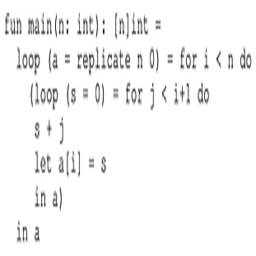 fun main(n: int): [n]int =
loop (a = replicate n 0) = for i < n do
(loop (s = 0) = for j < i+1 do
s + j
let a[i] = s
in a)
in a